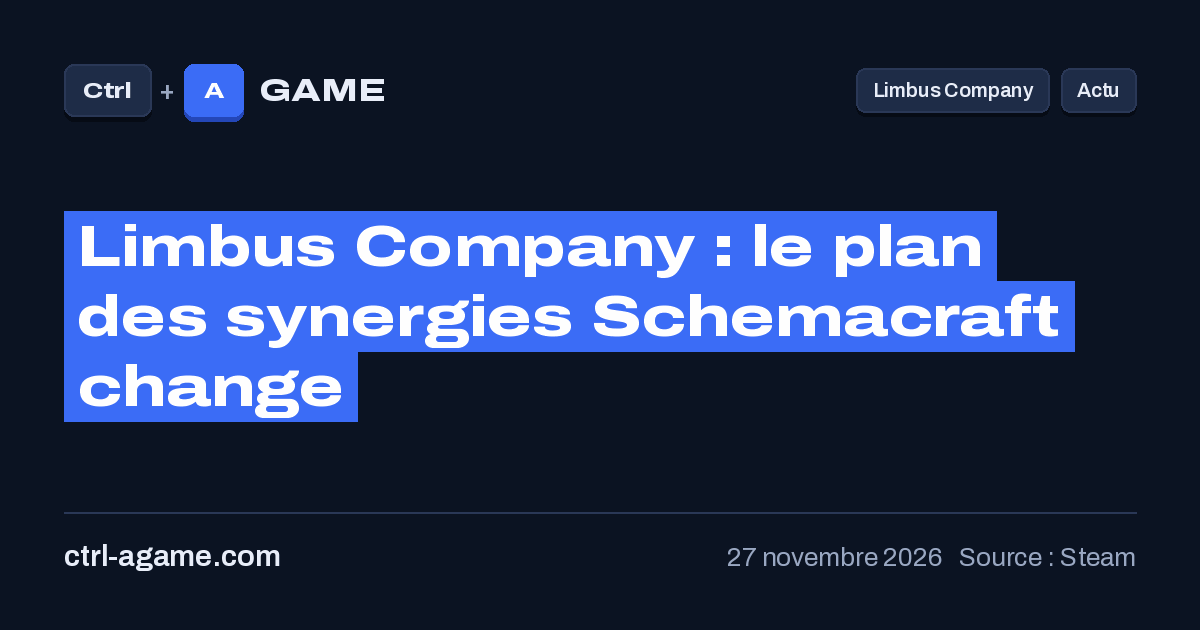 Ctrl + A GAME
Limbus Company Actu
Limbus Company : le plan
des synergies Schemacraft
change
ctrl-agame.com
27 novembre 2026 Source : Steam